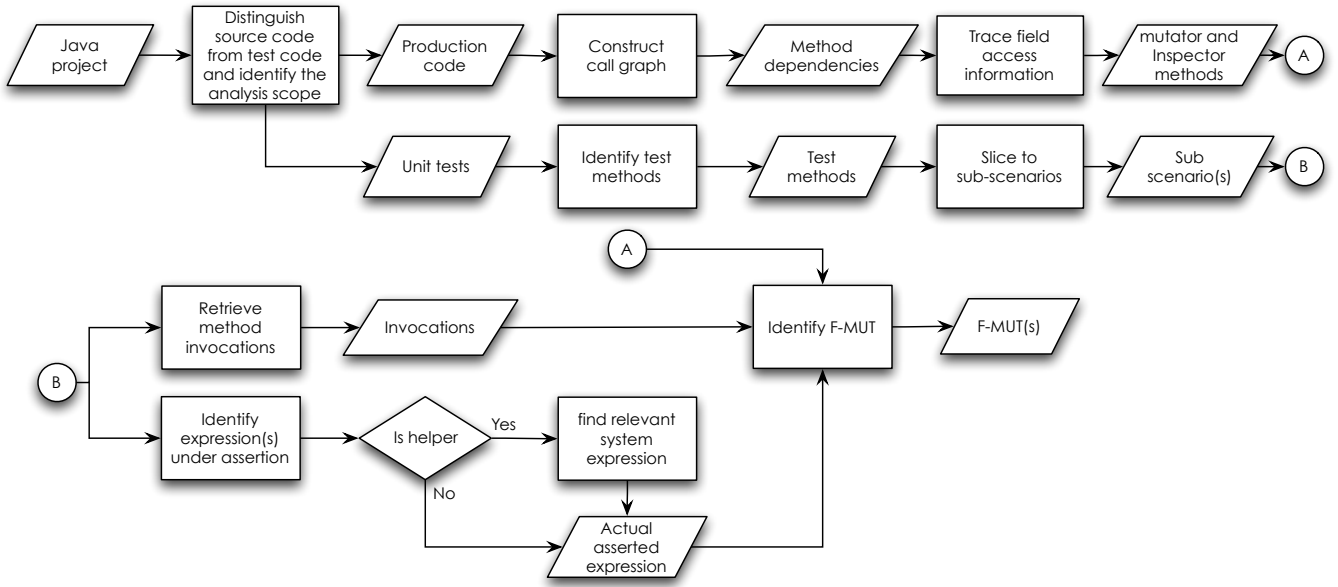 Java
project
Distinguish
source code
from test code
and identify the
analysis scope
Production
code
Construct
call graph
Method
dependencies
Trace field
access
information
mutator and
Inspector
methods
A
Unit tests
Identify test
methods
Test
methods
Slice to
sub-scenarios
Sub
scenario(s)
B
A
Retrieve
method
invocations
Invocations
Identify F-MUT
F-MUT(s)
B
Identify
expression(s)
under assertion
Is helper
Yes
find relevant
system
expression
No
Actual
asserted
expression